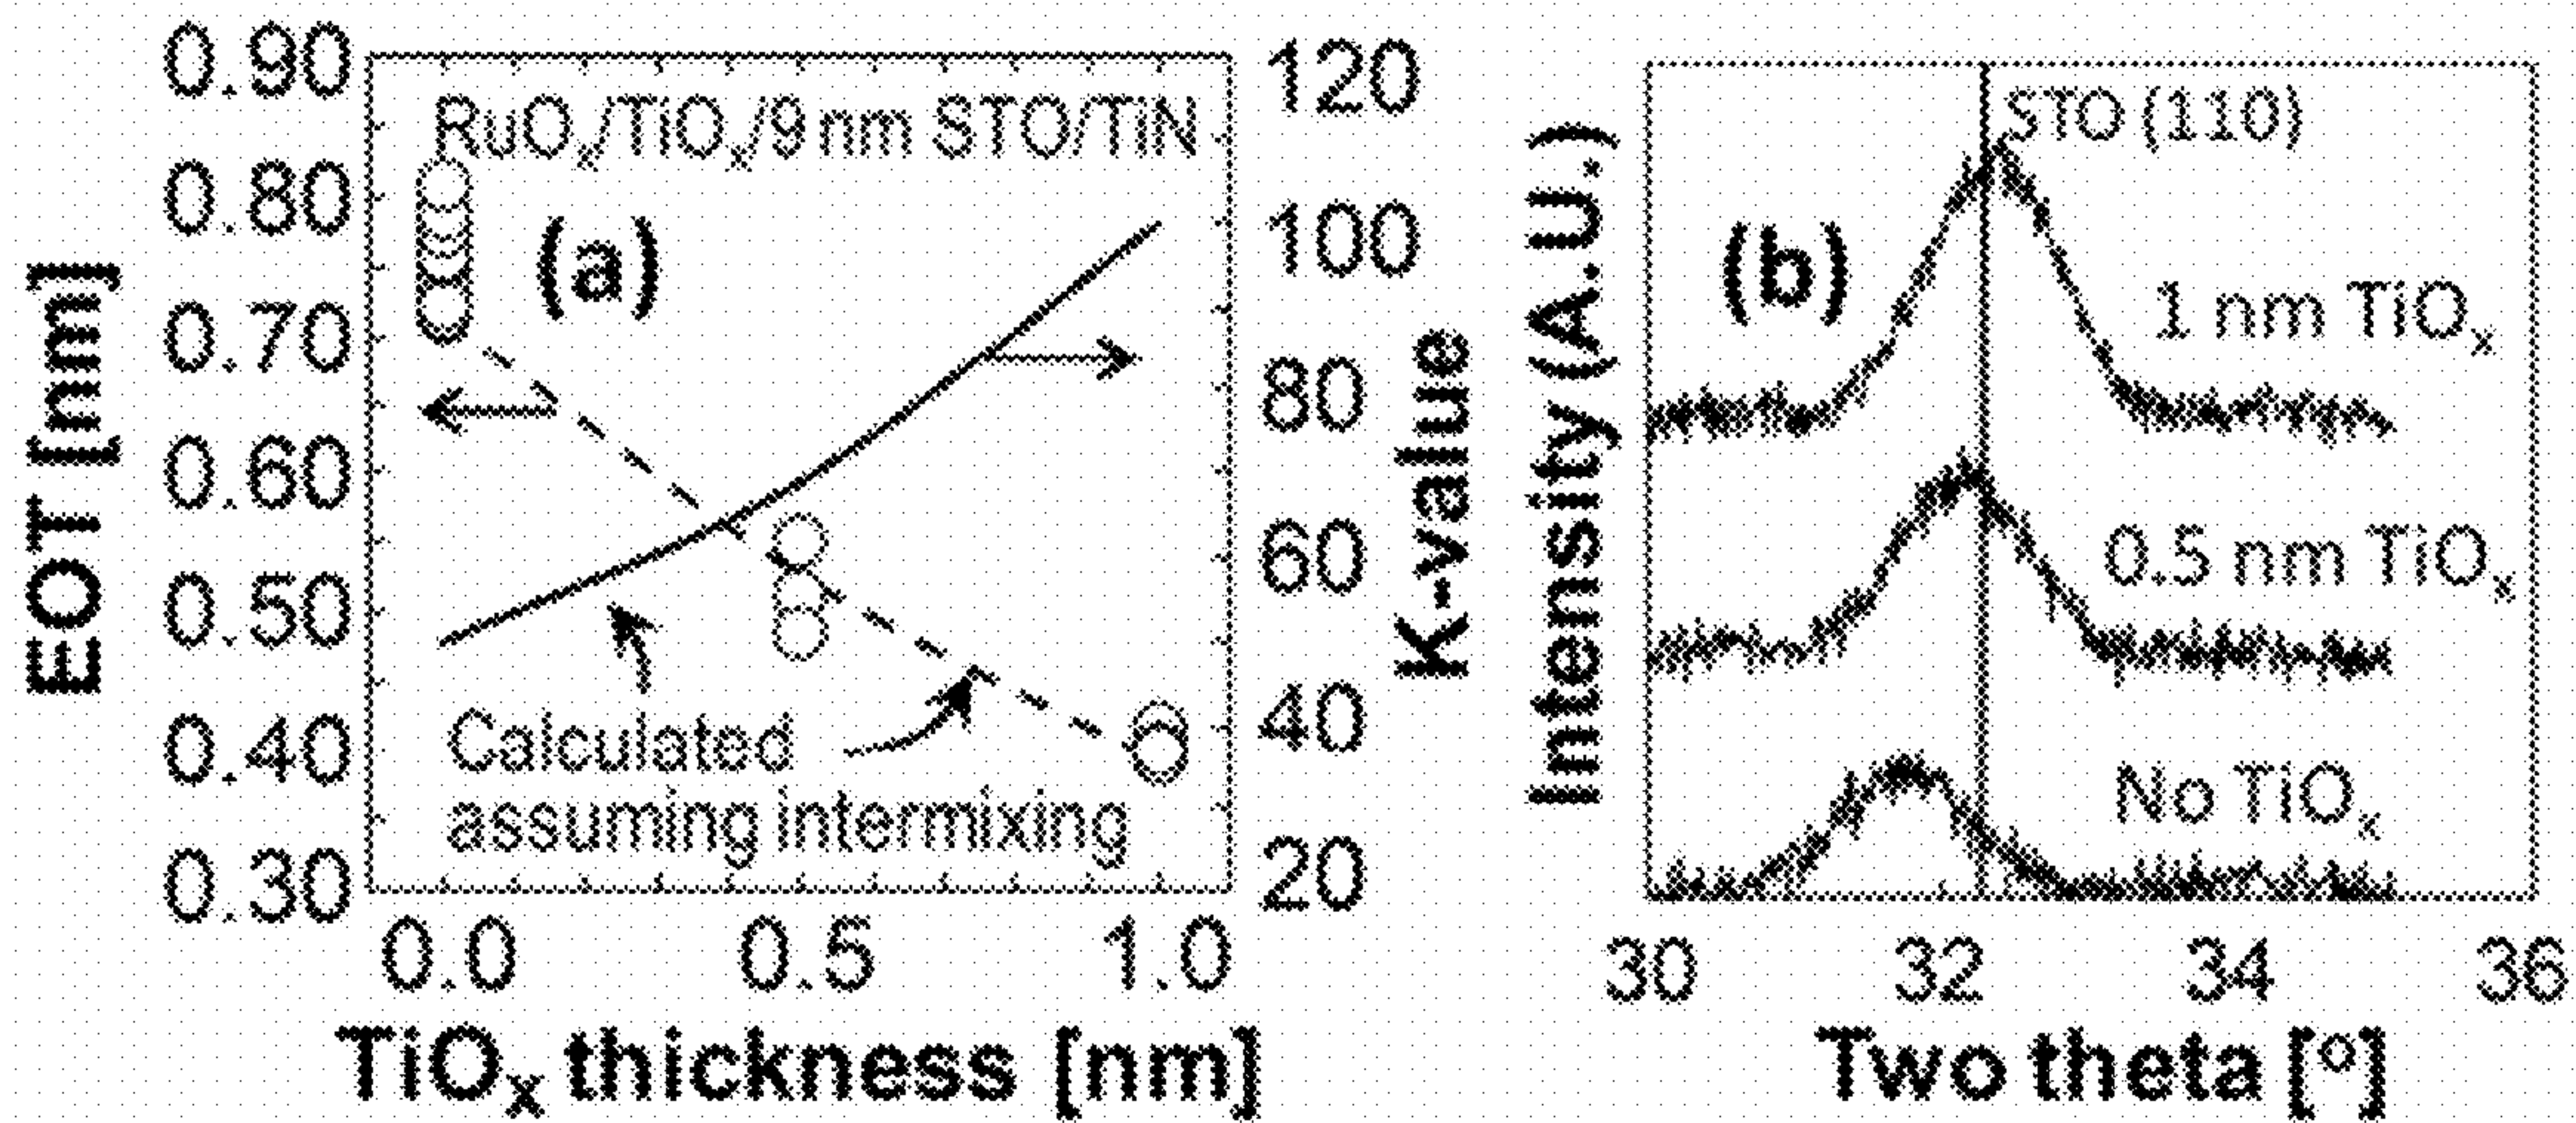 EOT [nm]
0.90
0.80
0.70
0.60
0.50
0.40
0.30
RuOₓ/TiOₓ/9 nm STO/TiN
(a)
Calculated
assuming intermixing
0.0 0.5 1.0
TiOₓ thickness [nm]
120
100
80
60
40
20
K-value
Intensity (A.U.)
STO (110)
(b)
1 nm TiOₓ
0.5 nm TiOₓ
No TiOₓ
30 32 34 36
Two theta [°]